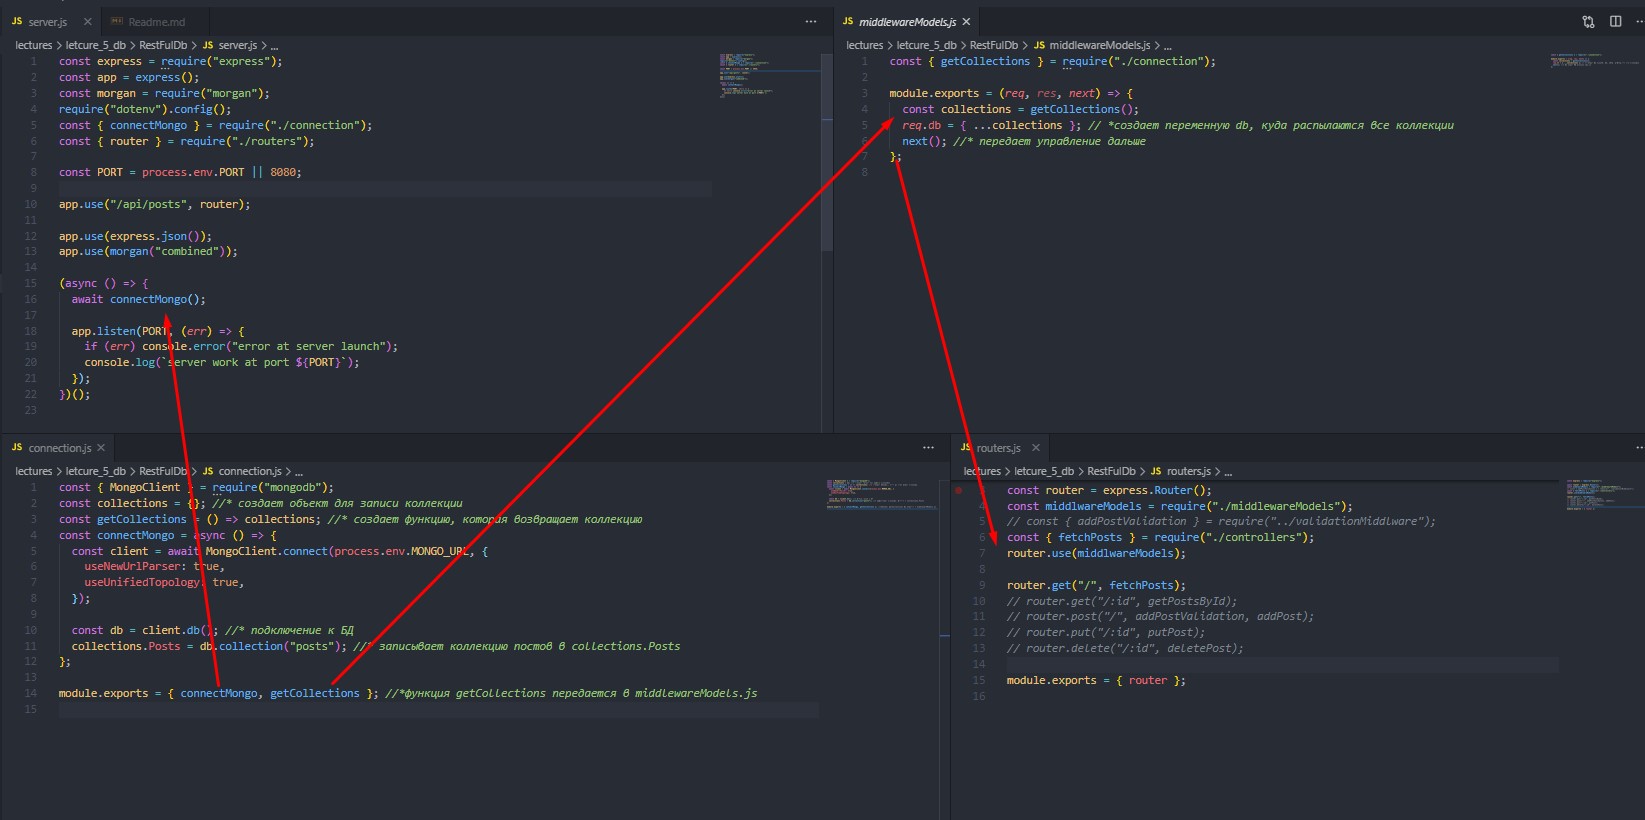 JS server.js ×
Readme.md
lectures > letcure_5_db > RestFulDb > JS server.js > ...
1 const express = require("express");
2 const app = express();
3 const morgan = require("morgan");
4 require("dotenv").config();
5 const { connectMongo } = require("./connection");
6 const { router } = require("./routers");
7
8 const PORT = process.env.PORT || 8080;
9
10 app.use("/api/posts", router);
11
12 app.use(express.json());
13 app.use(morgan("combined"));
14
15 (async () => {
16 await connectMongo();
17
18 app.listen(PORT, (err) => {
19 if (err) console.error("error at server launch");
20 console.log(`server work at port ${PORT}`);
21 });
22 })();
23
JS middlewareModels.js ×
lectures > letcure_5_db > RestFulDb > JS middlewareModels.js > ...
1 const { getCollections } = require("./connection");
2
3 module.exports = (req, res, next) => {
4 const collections = getCollections();
5 req.db = { ...collections }; // *создает переменную db, куда распылаются все коллекции
6 next(); //* передает управление дальше
7 };
8
JS connection.js ×
lectures > letcure_5_db > RestFulDb > JS connection.js > ...
1 const { MongoClient } = require("mongodb");
2 const collections = {}; //* создает объект для записи коллекции
3 const getCollections = () => collections; //* создает функцию, которая возвращает коллекцию
4 const connectMongo = async () => {
5 const client = await MongoClient.connect(process.env.MONGO_URL, {
6 useNewUrlParser: true,
7 useUnifiedTopology: true,
8 });
9
10 const db = client.db(); //* подключение к БД
11 collections.Posts = db.collection("posts"); //* записывает коллекцию постов в collections.Posts
12 };
13
14 module.exports = { connectMongo, getCollections }; //*функция getCollections передается в middlewareModels.js
15
JS routers.js ×
lectures > letcure_5_db > RestFulDb > JS routers.js > ...
const router = express.Router();
4 const middlwareModels = require("./middlewareModels");
5 // const { addPostValidation } = require("../validationMiddlware");
6 const { fetchPosts } = require("./controllers");
7 router.use(middlwareModels);
8
9 router.get("/", fetchPosts);
10 // router.get("/:id", getPostsById);
11 // router.post("/", addPostValidation, addPost);
12 // router.put("/:id", putPost);
13 // router.delete("/:id", deletePost);
14
15 module.exports = { router };
16